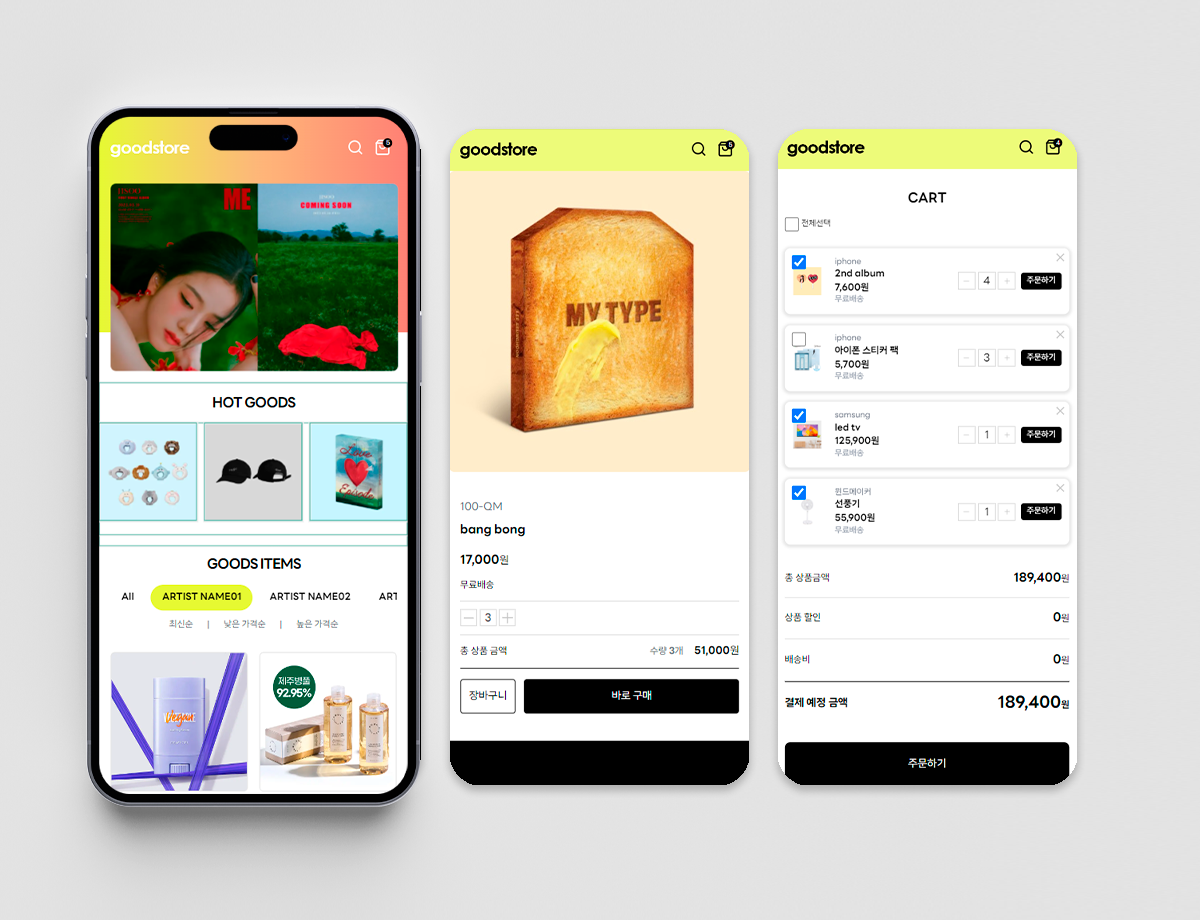 goodstore
5
JISOO
ME
JISOO
COMING SOON
HOT GOODS
Love
Episode
GOODS ITEMS
All
ARTIST NAME01
ARTIST NAME02
ART
최신순 | 낮은 가격순 | 높은 가격순
제주병풀
92.95%
goodstore
5
MY TYPE
100-QM
bang bong
17,000원
무료배송
3
총 상품 금액
수량 3개 51,000원
장바구니
바로 구매
goodstore
4
CART
전체선택
iphone
2nd album
7,600원
무료배송
4
주문하기
iphone
아이폰 스티커 팩
5,700원
무료배송
3
주문하기
samsung
led tv
125,900원
무료배송
1
주문하기
윈드메이커
선풍기
55,900원
무료배송
1
주문하기
총 상품금액 189,400원
상품 할인 0원
배송비 0원
결제 예정 금액 189,400원
주문하기